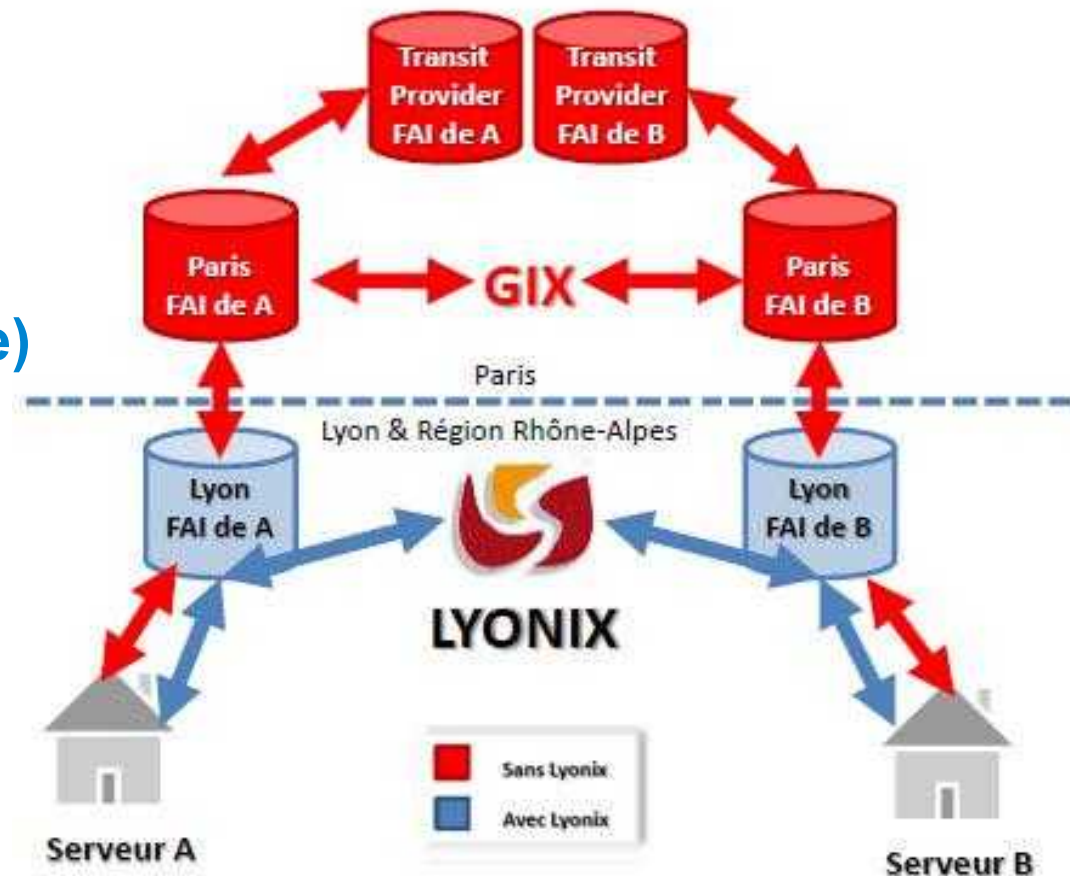 Transit
Provider
FAI de A
Transit
Provider
FAI de B
Paris
FAI de A
GIX
Paris
FAI de B
e)
Paris
Lyon & Région Rhône-Alpes
Lyon
FAI de A
Lyon
FAI de B
LYONIX
Sans Lyonix
Avec Lyonix
Serveur A
Serveur B